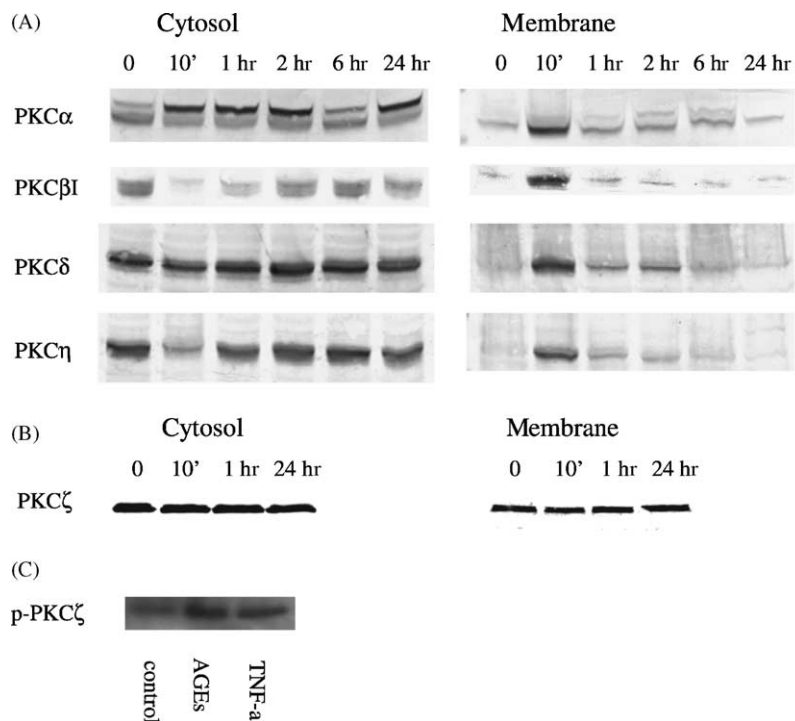 (A)
Cytosol Membrane
0 10’ 1 hr 2 hr 6 hr 24 hr 0 10’ 1 hr 2 hr 6 hr 24 hr
PKCα
PKCβI
PKCδ
PKCη
(B)
Cytosol Membrane
0 10’ 1 hr 24 hr 0 10’ 1 hr 24 hr
PKCζ
(C)
p-PKCζ
control
AGEs
TNF-a